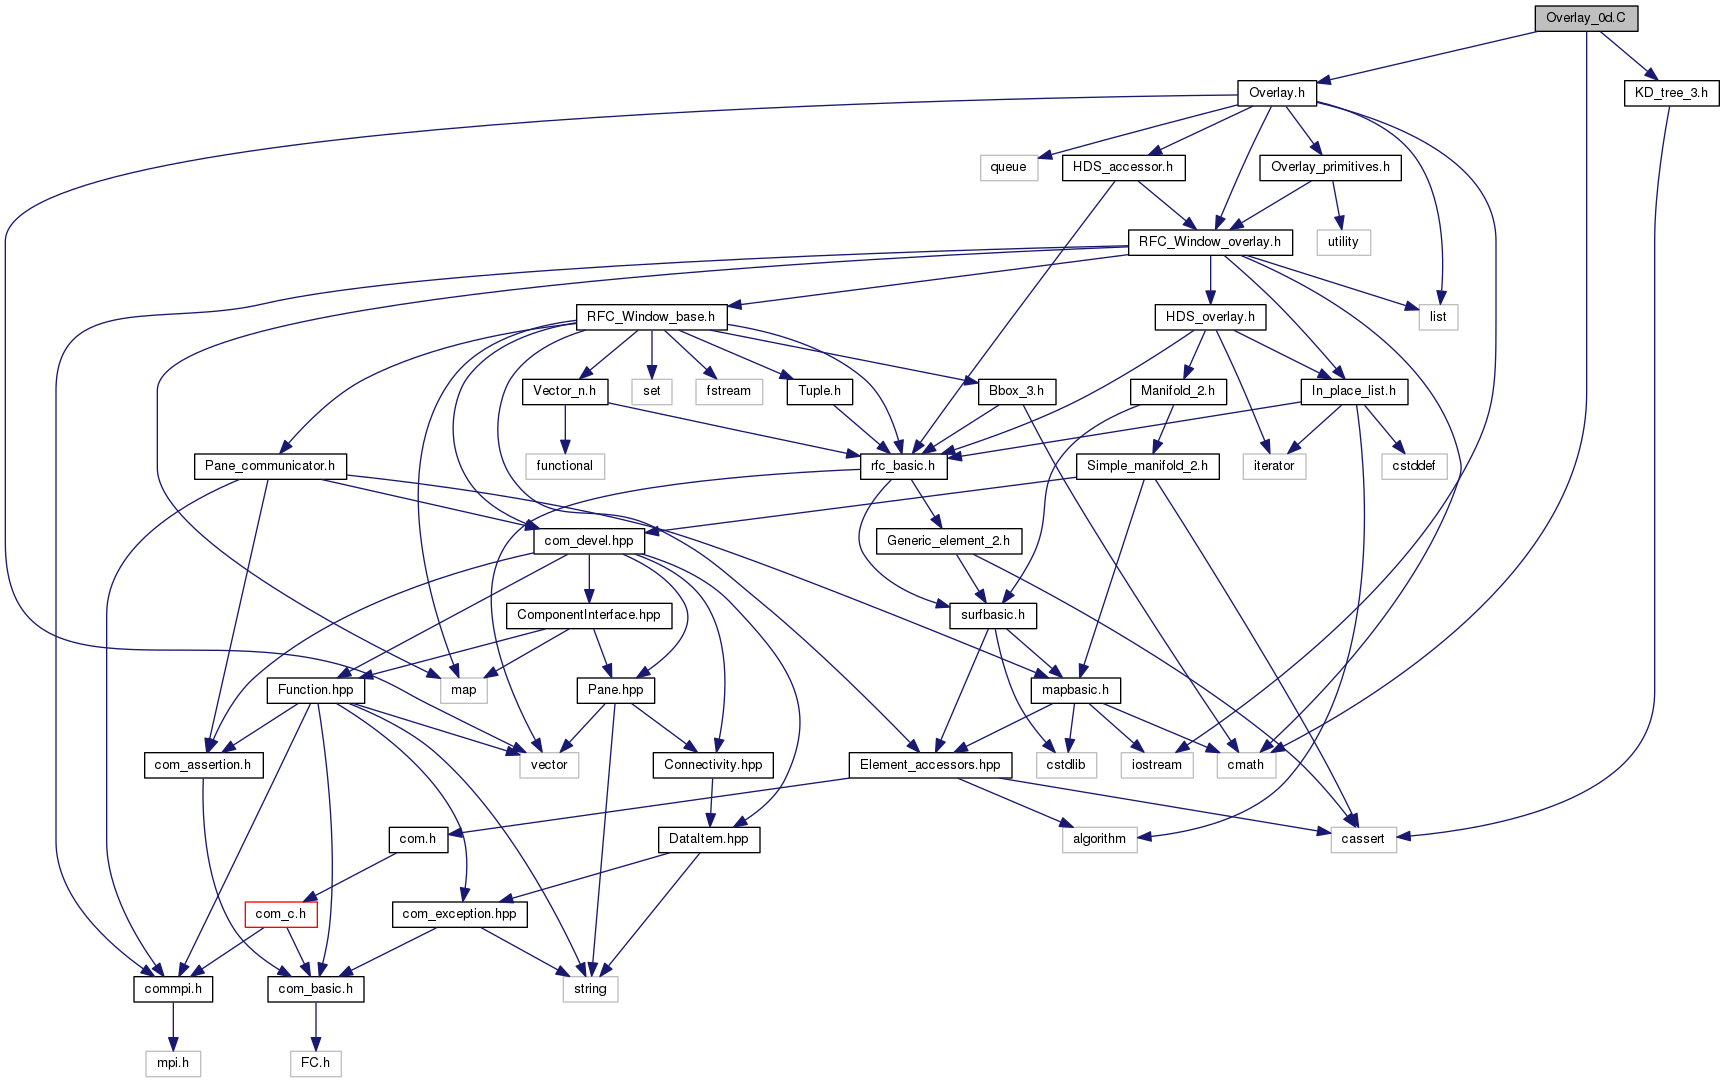 Overlay_0d.C
Overlay.h
KD_tree_3.h
queue
HDS_accessor.h
Overlay_primitives.h
RFC_Window_overlay.h
utility
RFC_Window_base.h
HDS_overlay.h
list
Vector_n.h
set
fstream
Tuple.h
Bbox_3.h
Manifold_2.h
In_place_list.h
Pane_communicator.h
functional
rfc_basic.h
Simple_manifold_2.h
iterator
cstddef
com_devel.hpp
Generic_element_2.h
ComponentInterface.hpp
surfbasic.h
Function.hpp
map
Pane.hpp
mapbasic.h
com_assertion.h
vector
Connectivity.hpp
Element_accessors.hpp
cstdlib
iostream
cmath
com.h
DataItem.hpp
algorithm
cassert
com_c.h
com_exception.hpp
commpi.h
com_basic.h
string
mpi.h
FC.h